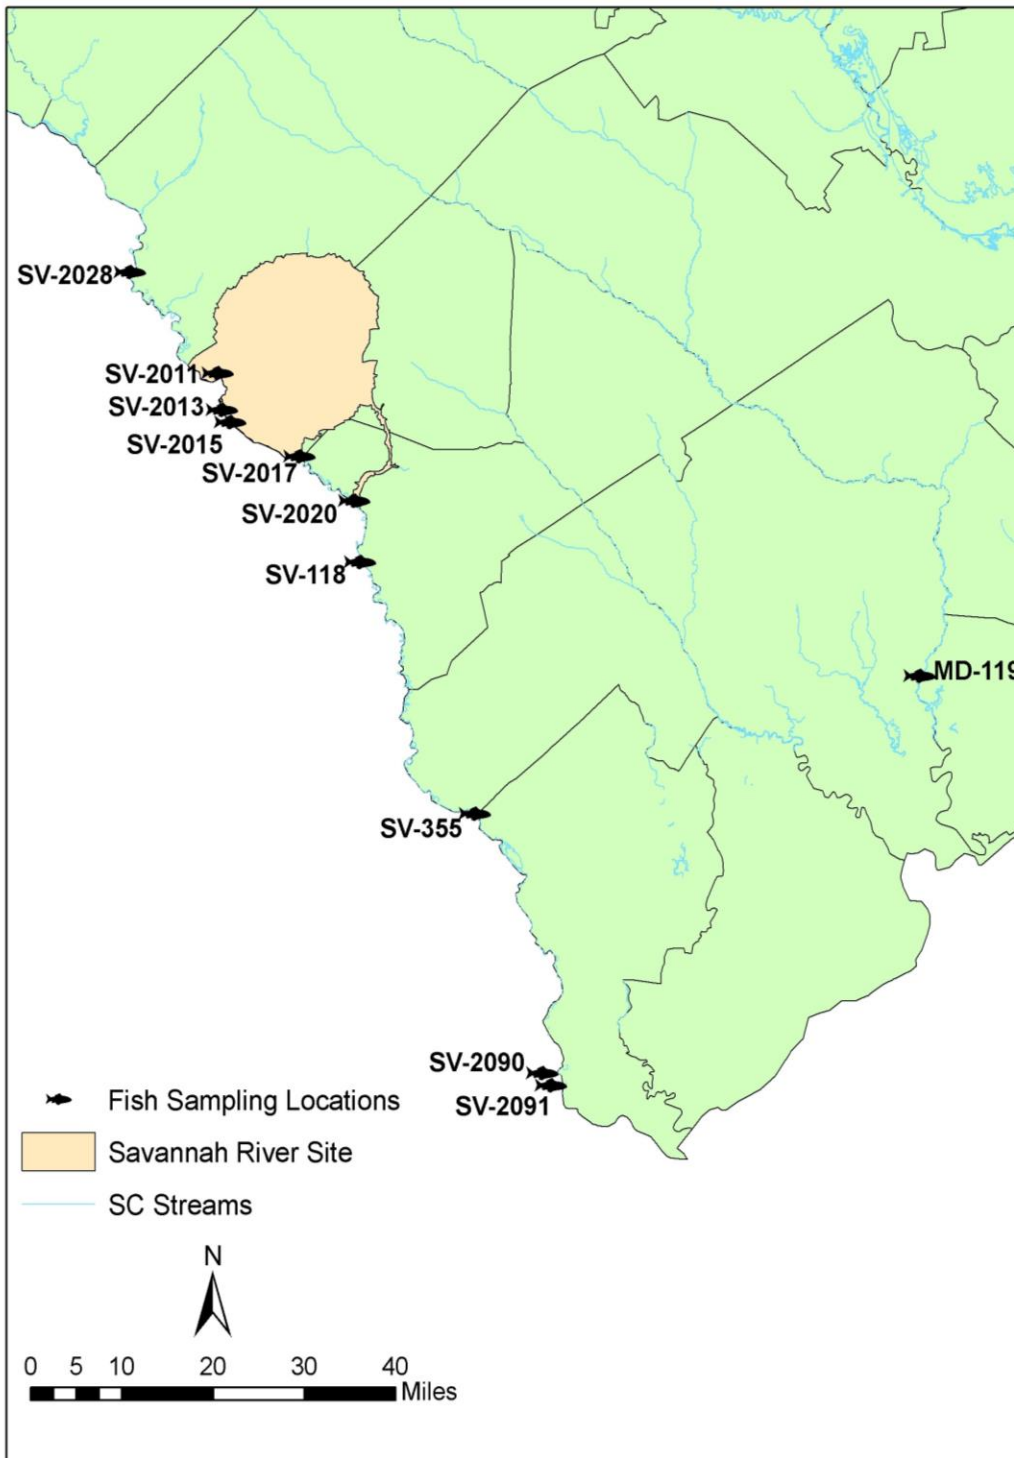 SV-2028
SV-2011
SV-2013
SV-2015
SV-2017
SV-2020
SV-118
MD-119
SV-355
SV-2090
SV-2091
Fish Sampling Locations
Savannah River Site
SC Streams
N
0 5 10 20 30 40
Miles